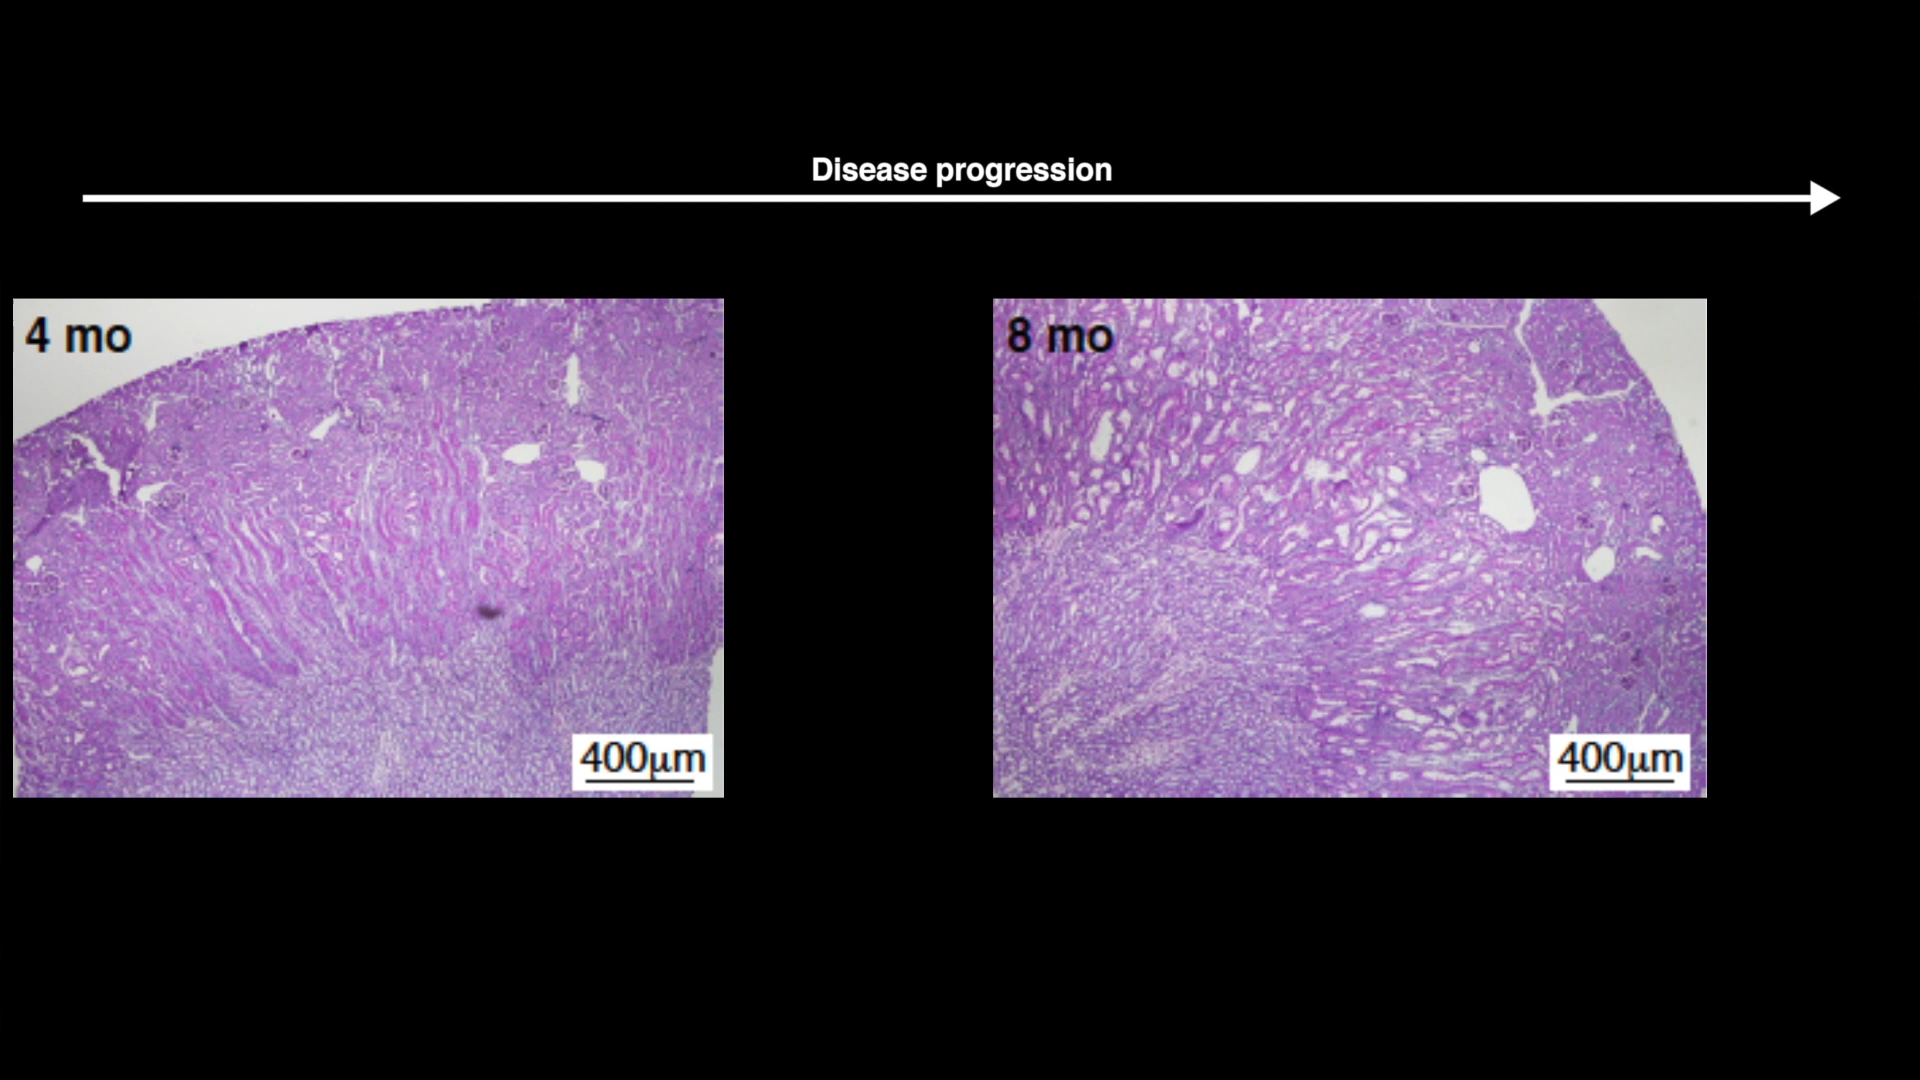 Disease progression
4 mo
8 mo
400μm
400μm